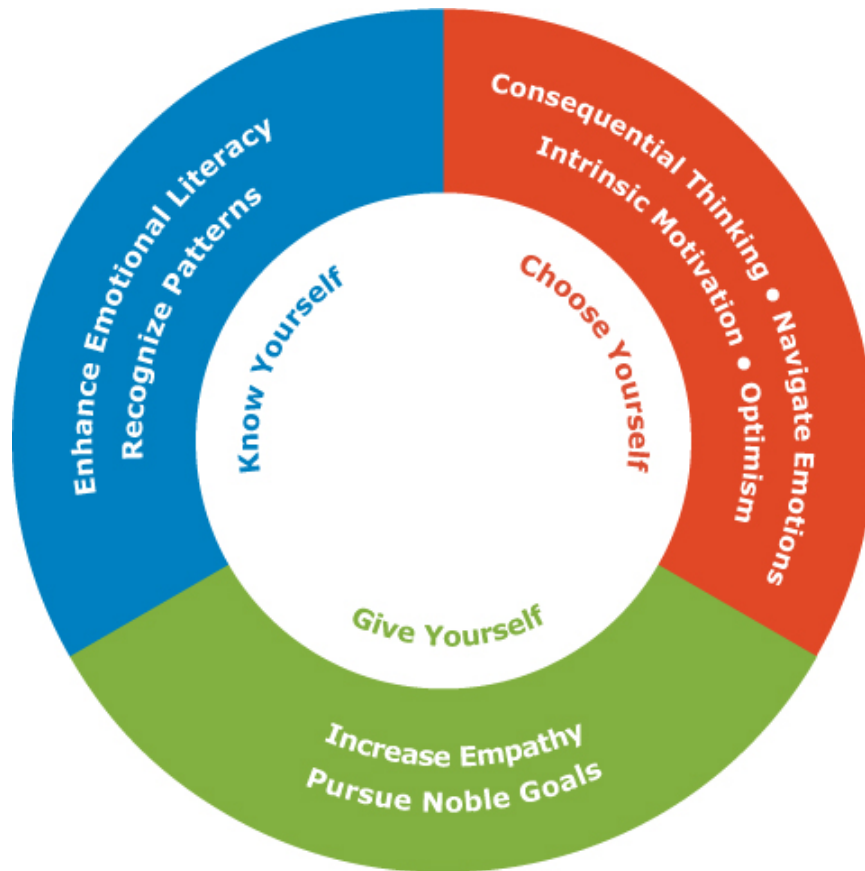 Enhance Emotional Literacy
Recognize Patterns
Know Yourself
Consequential Thinking • Navigate Emotions
Intrinsic Motivation • Optimism
Choose Yourself
Give Yourself
Increase Empathy
Pursue Noble Goals